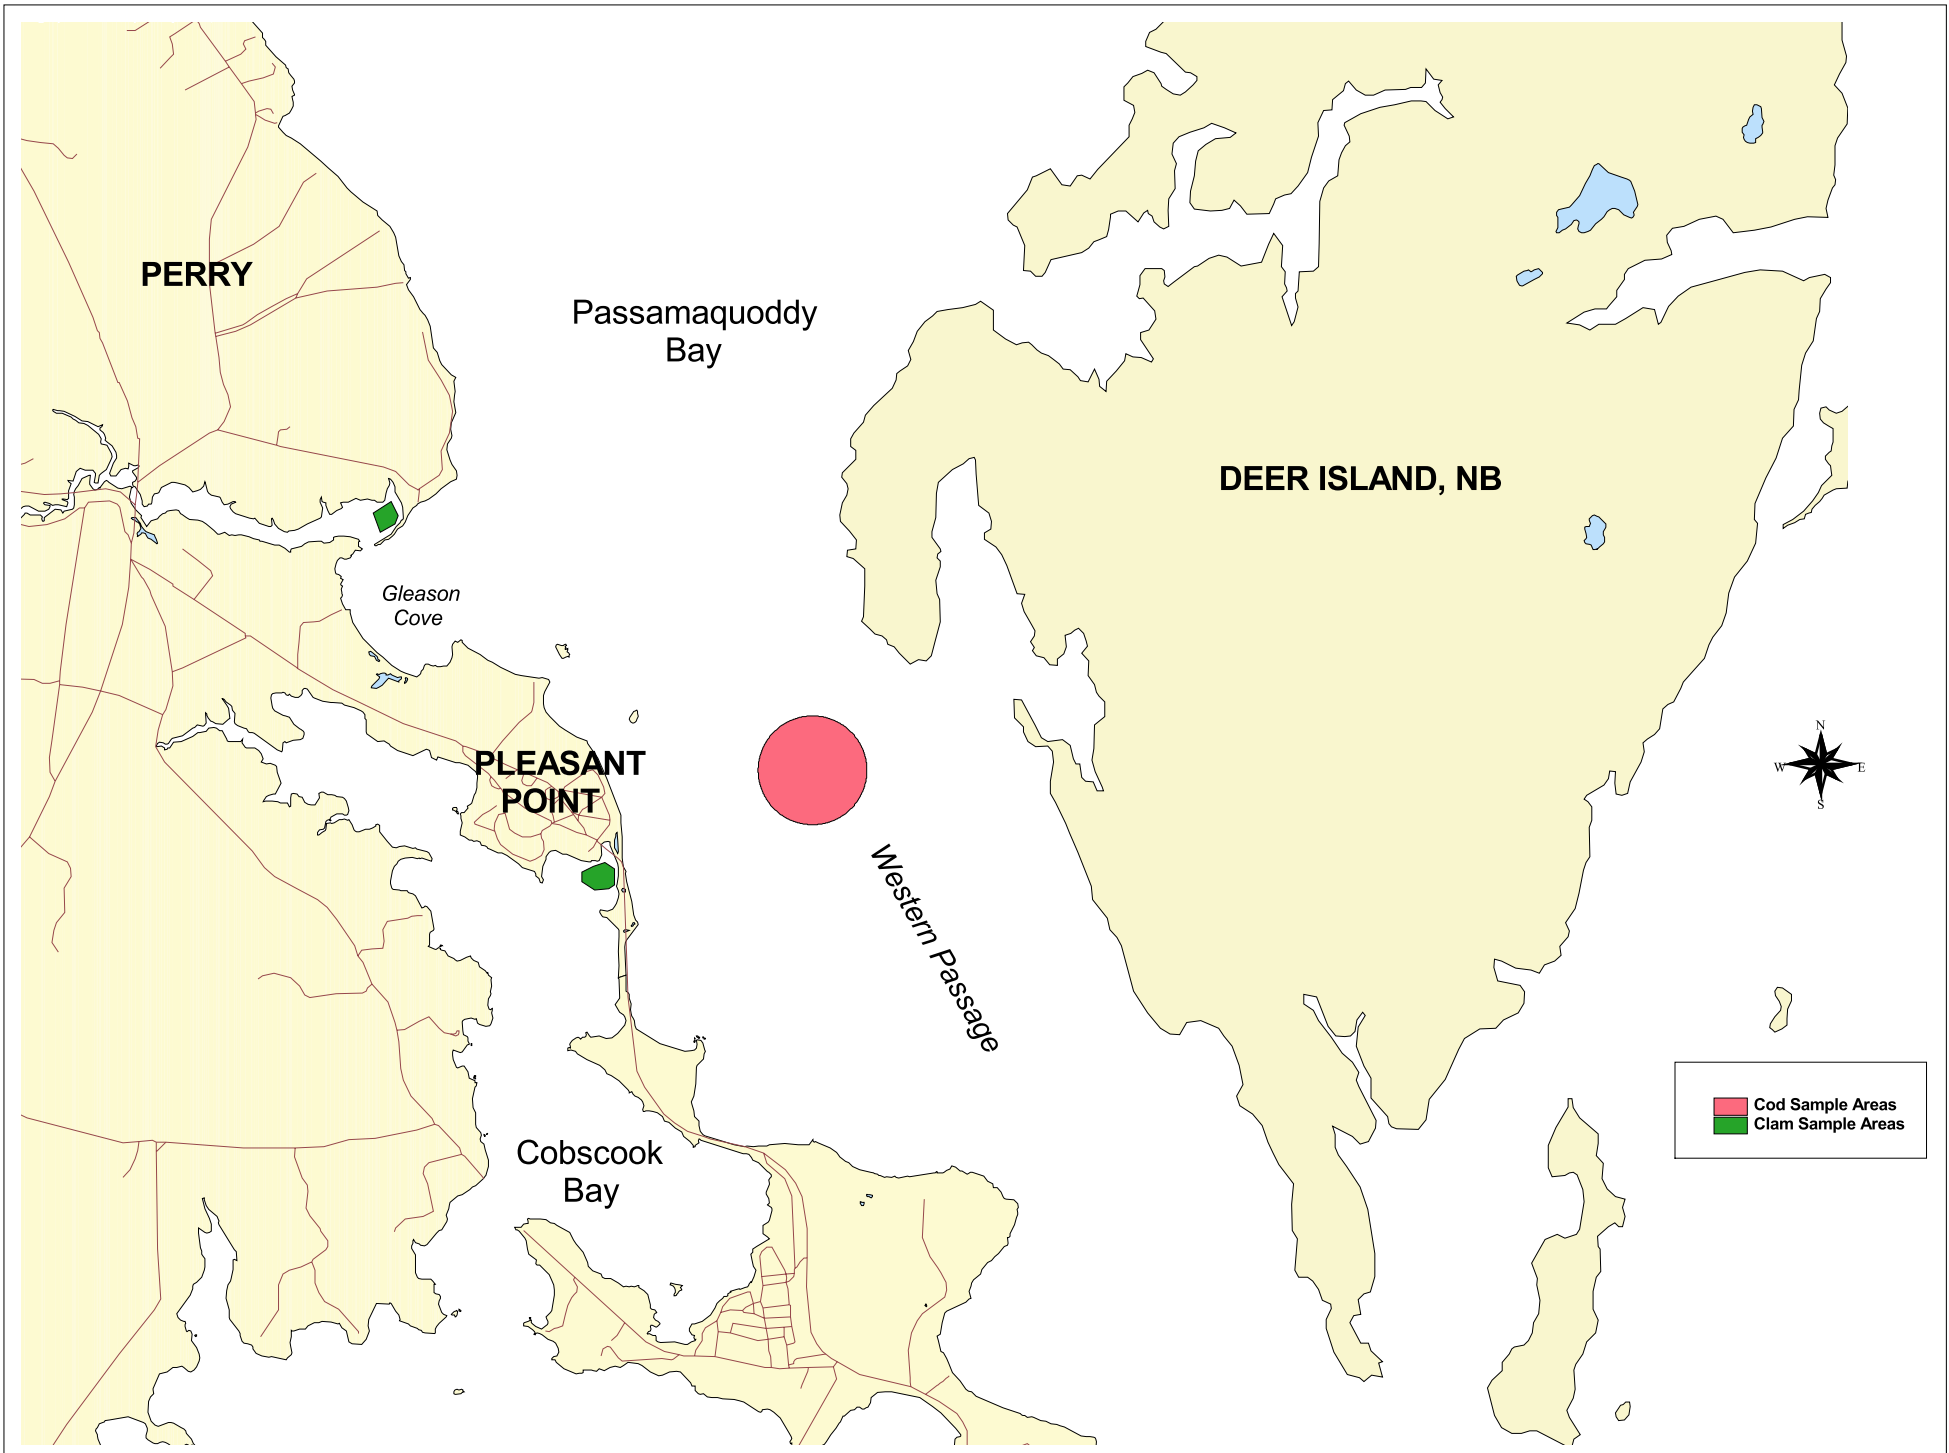 PERRY
Passamaquoddy
Bay
DEER ISLAND, NB
Gleason
Cove
PLEASANT
POINT
N
W
E
S
Western Passage
Cod Sample Areas
Clam Sample Areas
Cobscook
Bay